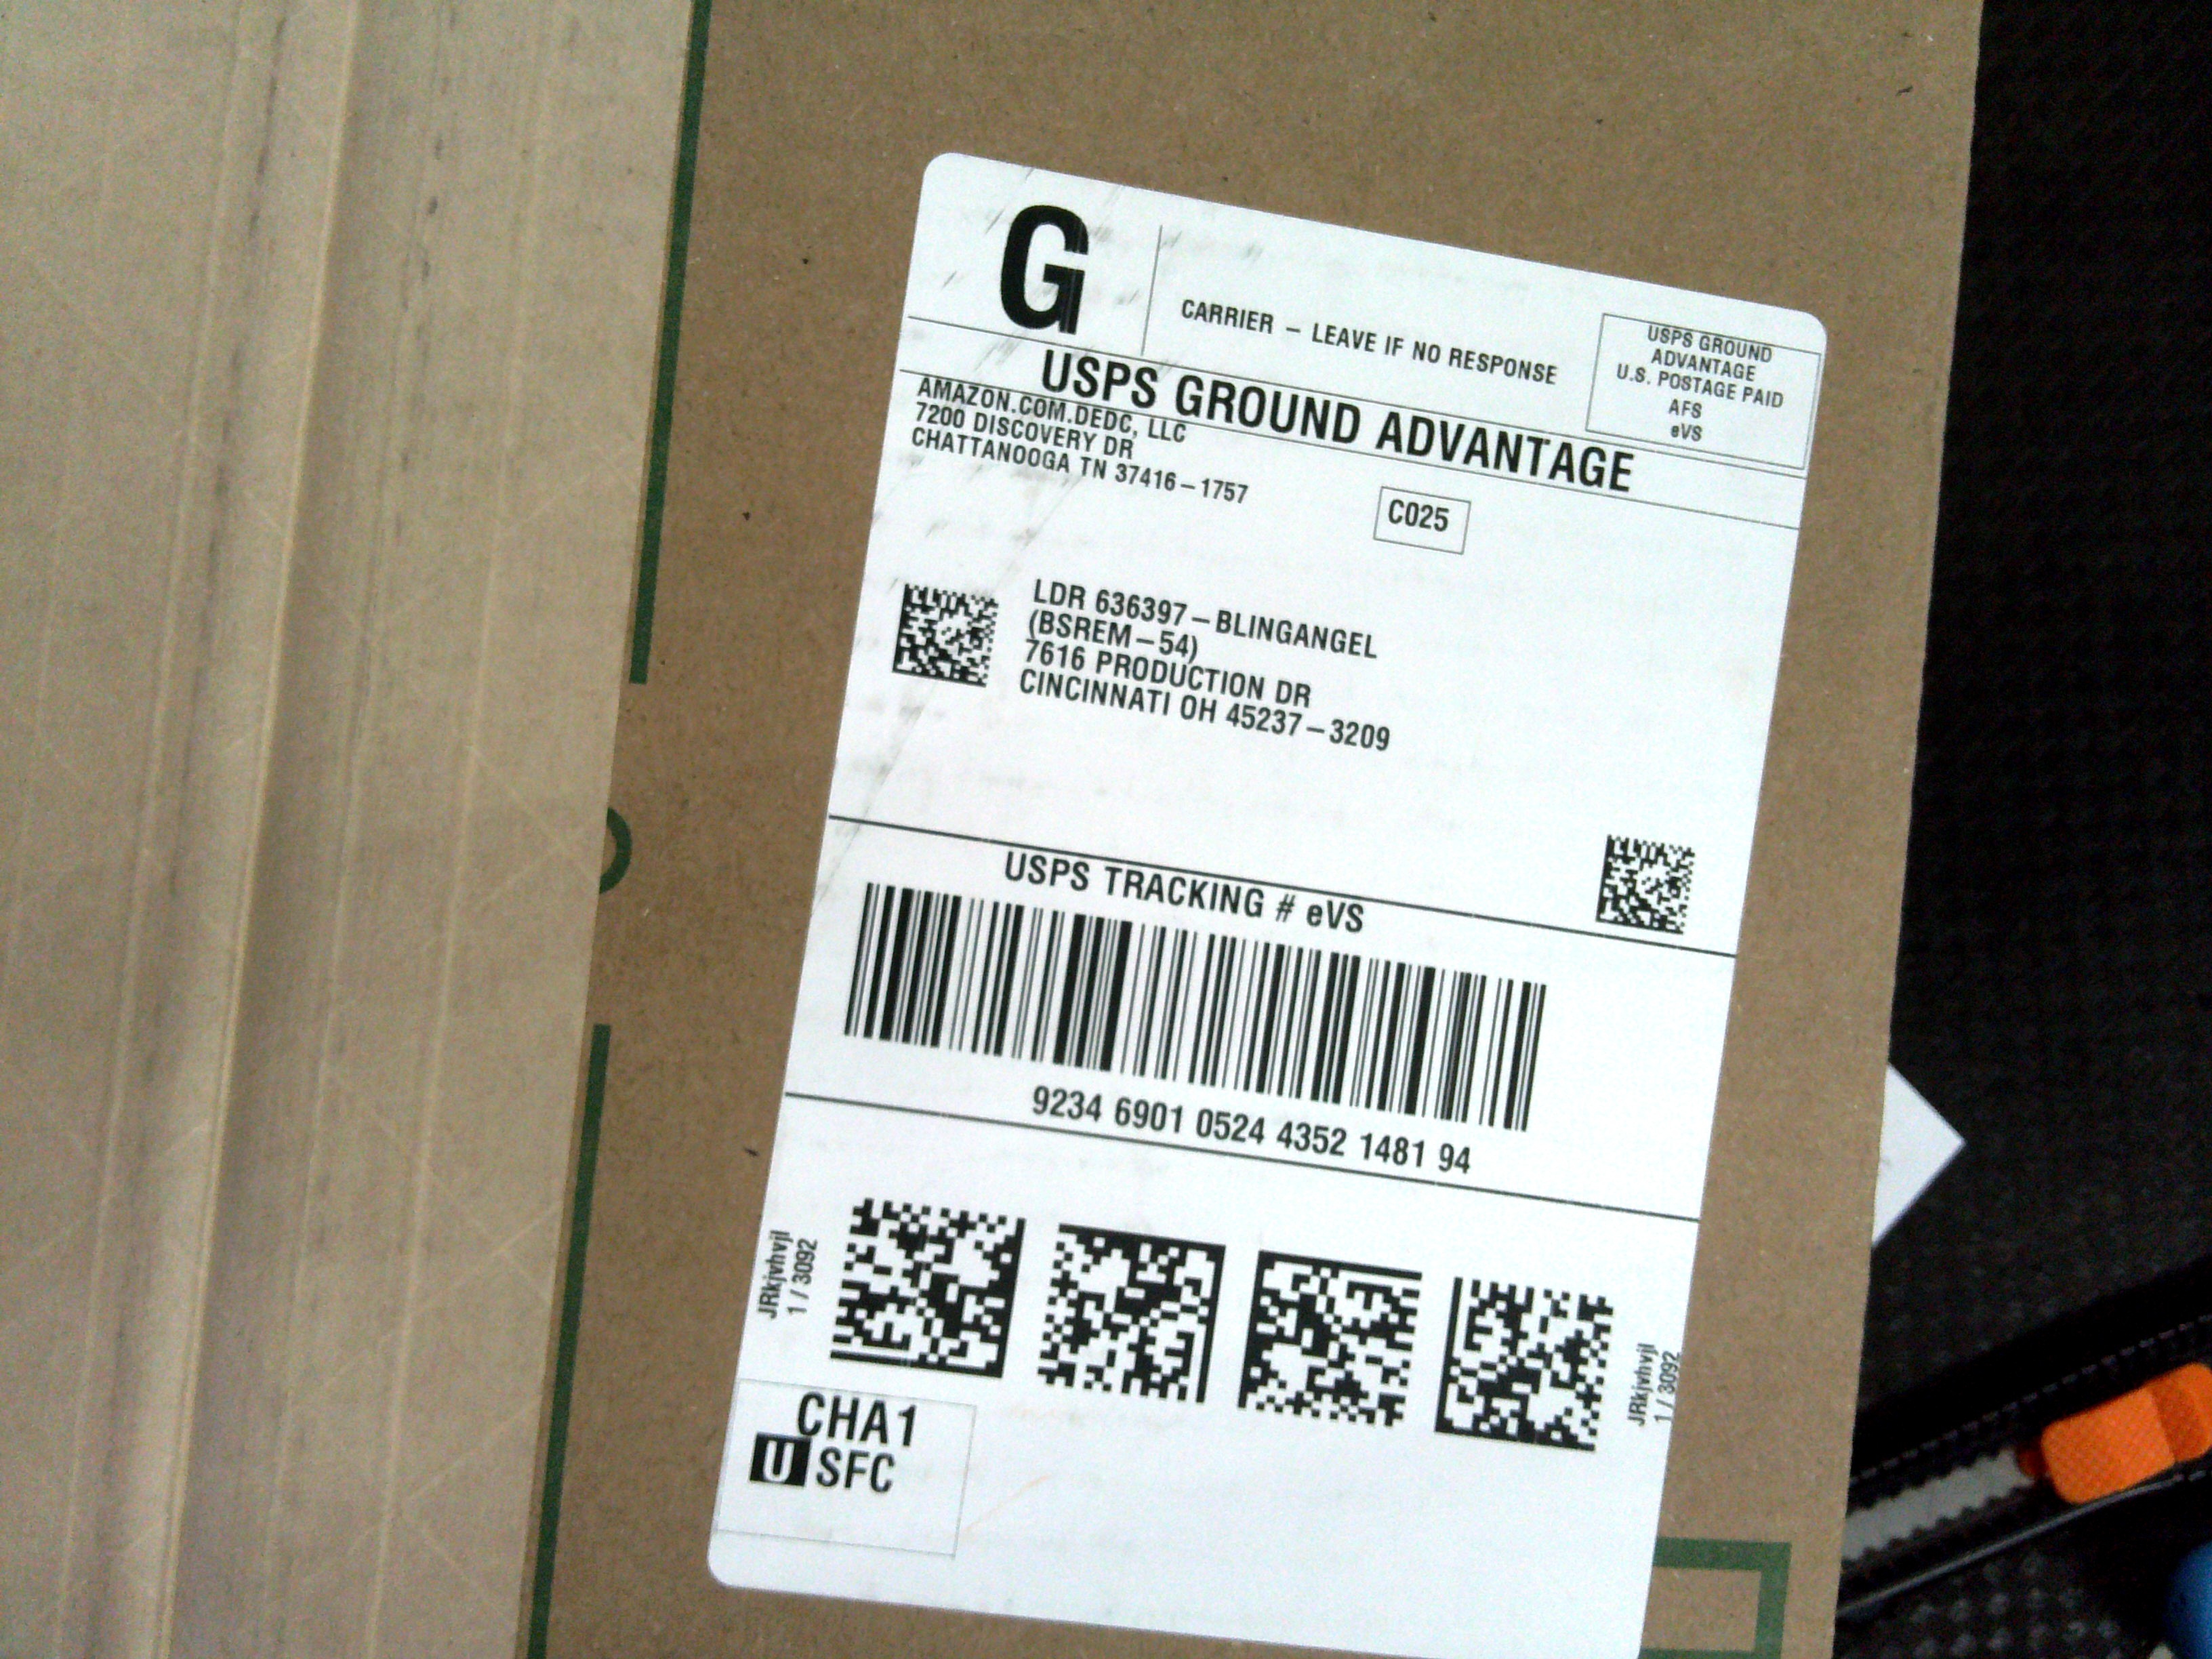 G
CARRIER – LEAVE IF NO RESPONSE
USPS GROUND
ADVANTAGE
U.S. POSTAGE PAID
AFS
eVS
USPS GROUND ADVANTAGE
AMAZON.COM.DEDC, LLC
7200 DISCOVERY DR
CHATTANOOGA TN 37416–1757
C025
LDR 636397–BLINGANGEL
(BSREM–54)
7616 PRODUCTION DR
CINCINNATI OH 45237–3209
USPS TRACKING # eVS
9234 6901 0524 4352 1481 94
JRkjvhvjl
1 / 3092
JRkjvhvjl
1 / 3092
CHA1
U SFC